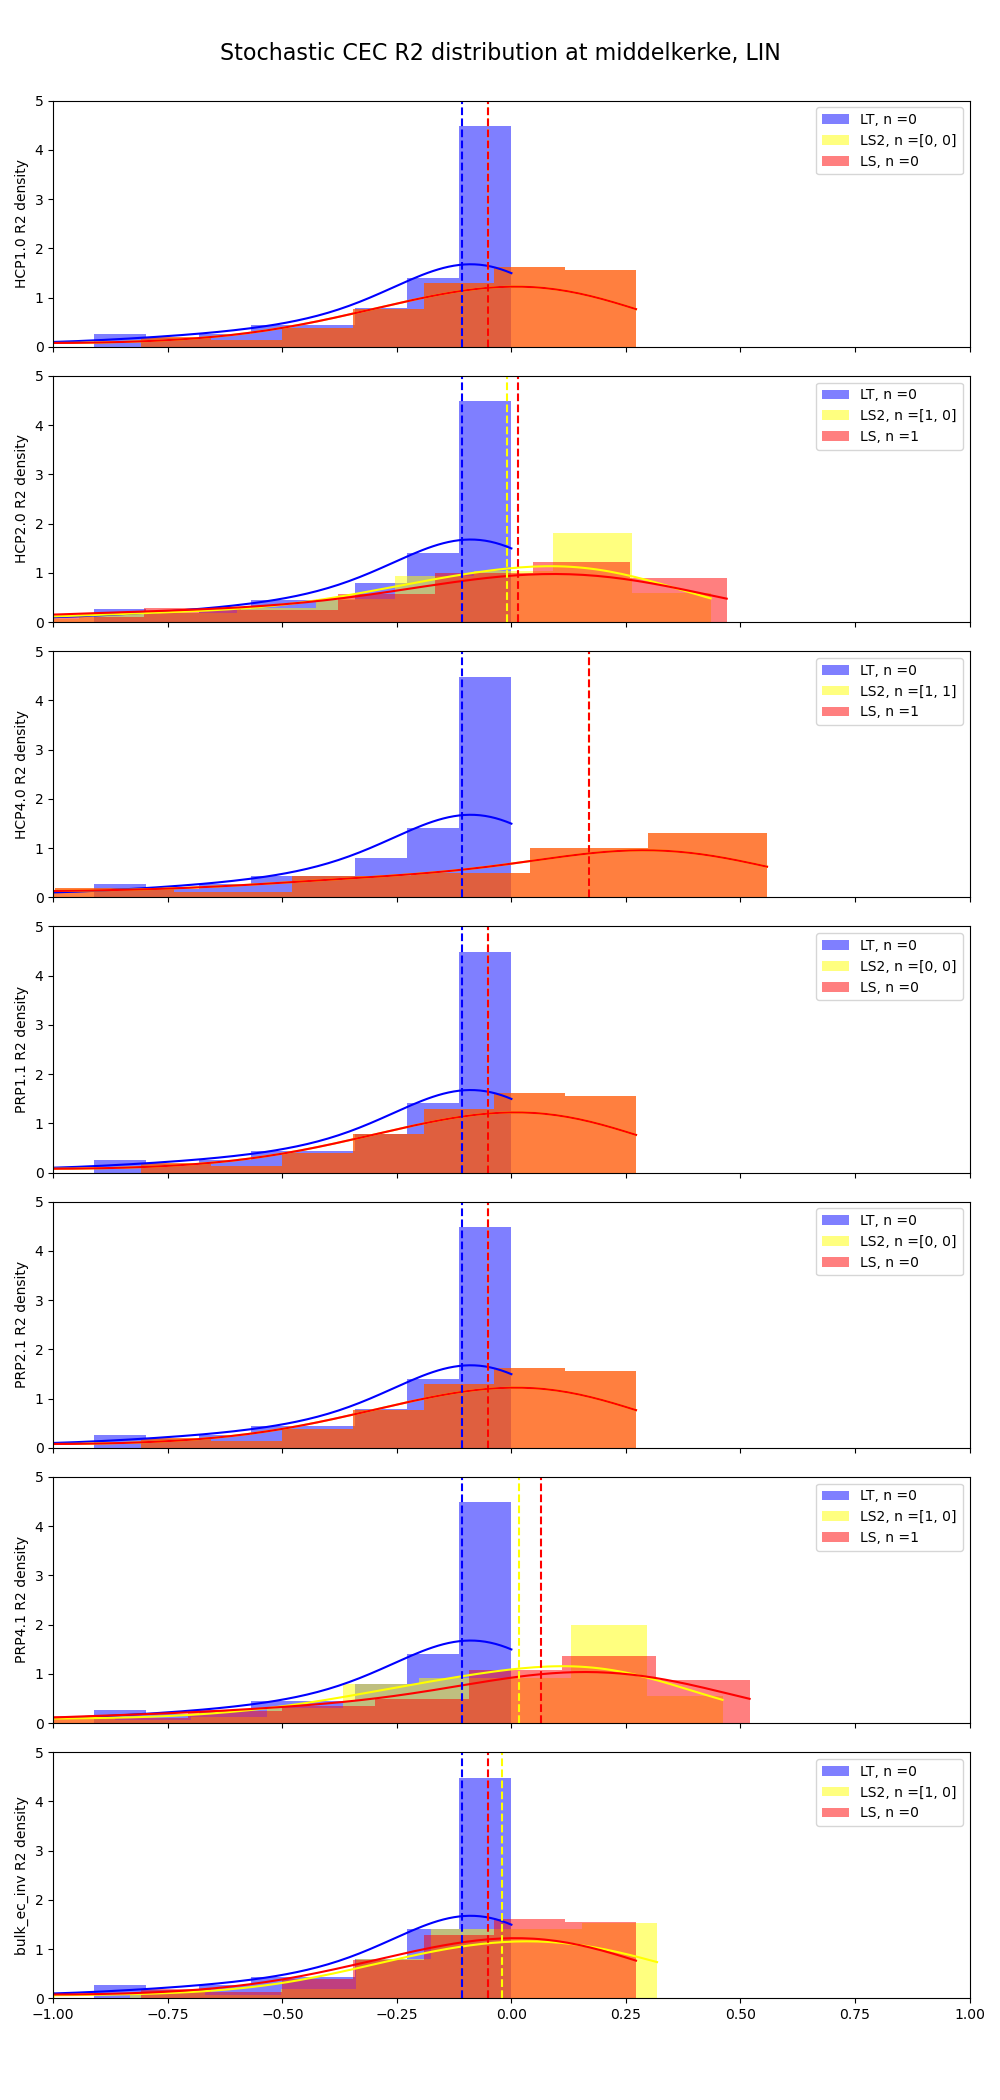 Stochastic CEC R2 distribution at middelkerke, LIN
5
4
3
2
1
0
HCP1.0 R2 density
LT, n =0
LS2, n =[0, 0]
LS, n =0
5
4
3
2
1
0
HCP2.0 R2 density
LT, n =0
LS2, n =[1, 0]
LS, n =1
5
4
3
2
1
0
HCP4.0 R2 density
LT, n =0
LS2, n =[1, 1]
LS, n =1
5
4
3
2
1
0
PRP1.1 R2 density
LT, n =0
LS2, n =[0, 0]
LS, n =0
5
4
3
2
1
0
PRP2.1 R2 density
LT, n =0
LS2, n =[0, 0]
LS, n =0
5
4
3
2
1
0
PRP4.1 R2 density
LT, n =0
LS2, n =[1, 0]
LS, n =1
5
4
3
2
1
0
bulk_ec_inv R2 density
LT, n =0
LS2, n =[1, 0]
LS, n =0
−1.00 −0.75 −0.50 −0.25 0.00 0.25 0.50 0.75 1.00